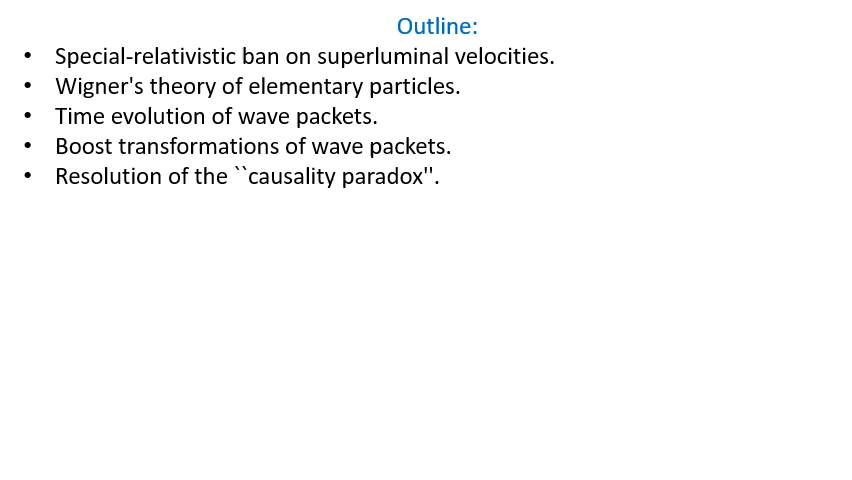 Outline:
• Special-relativistic ban on superluminal velocities.
• Wigner's theory of elementary particles.
• Time evolution of wave packets.
• Boost transformations of wave packets.
• Resolution of the ``causality paradox''.